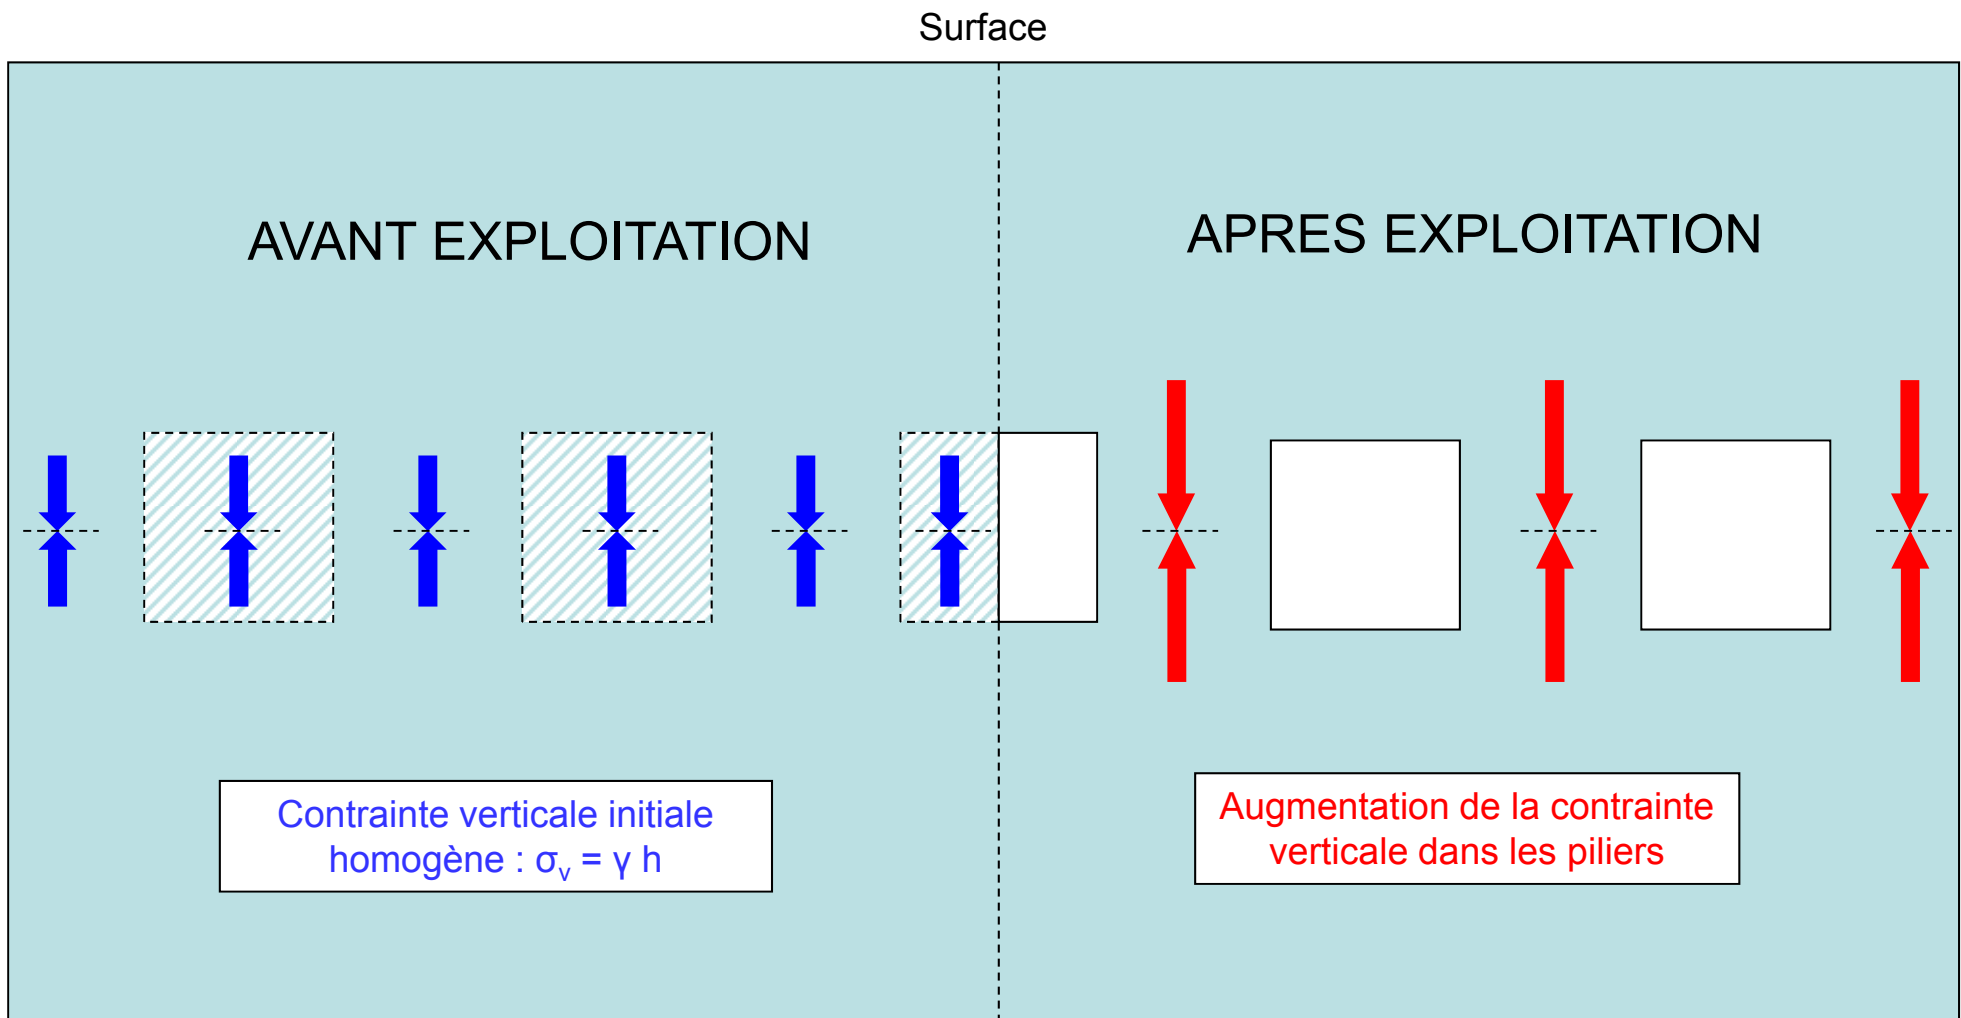 Surface
AVANT EXPLOITATION
APRES EXPLOITATION
Contrainte verticale initiale
homogène : σv = γ h
Augmentation de la contrainte
verticale dans les piliers